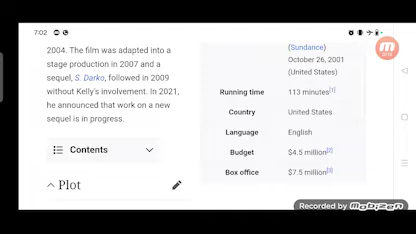 7:02
2004. The film was adapted into a
stage production in 2007 and a
sequel, S. Darko, followed in 2009
without Kelly's involvement. In 2021,
he announced that work on a new
sequel is in progress.
Contents
Plot
(Sundance)
October 26, 2001
(United States)
Running time 113 minutes[1]
Country United States
Language English
Budget $4.5 million[2]
Box office $7.5 million[3]
Recorded by Mobizen